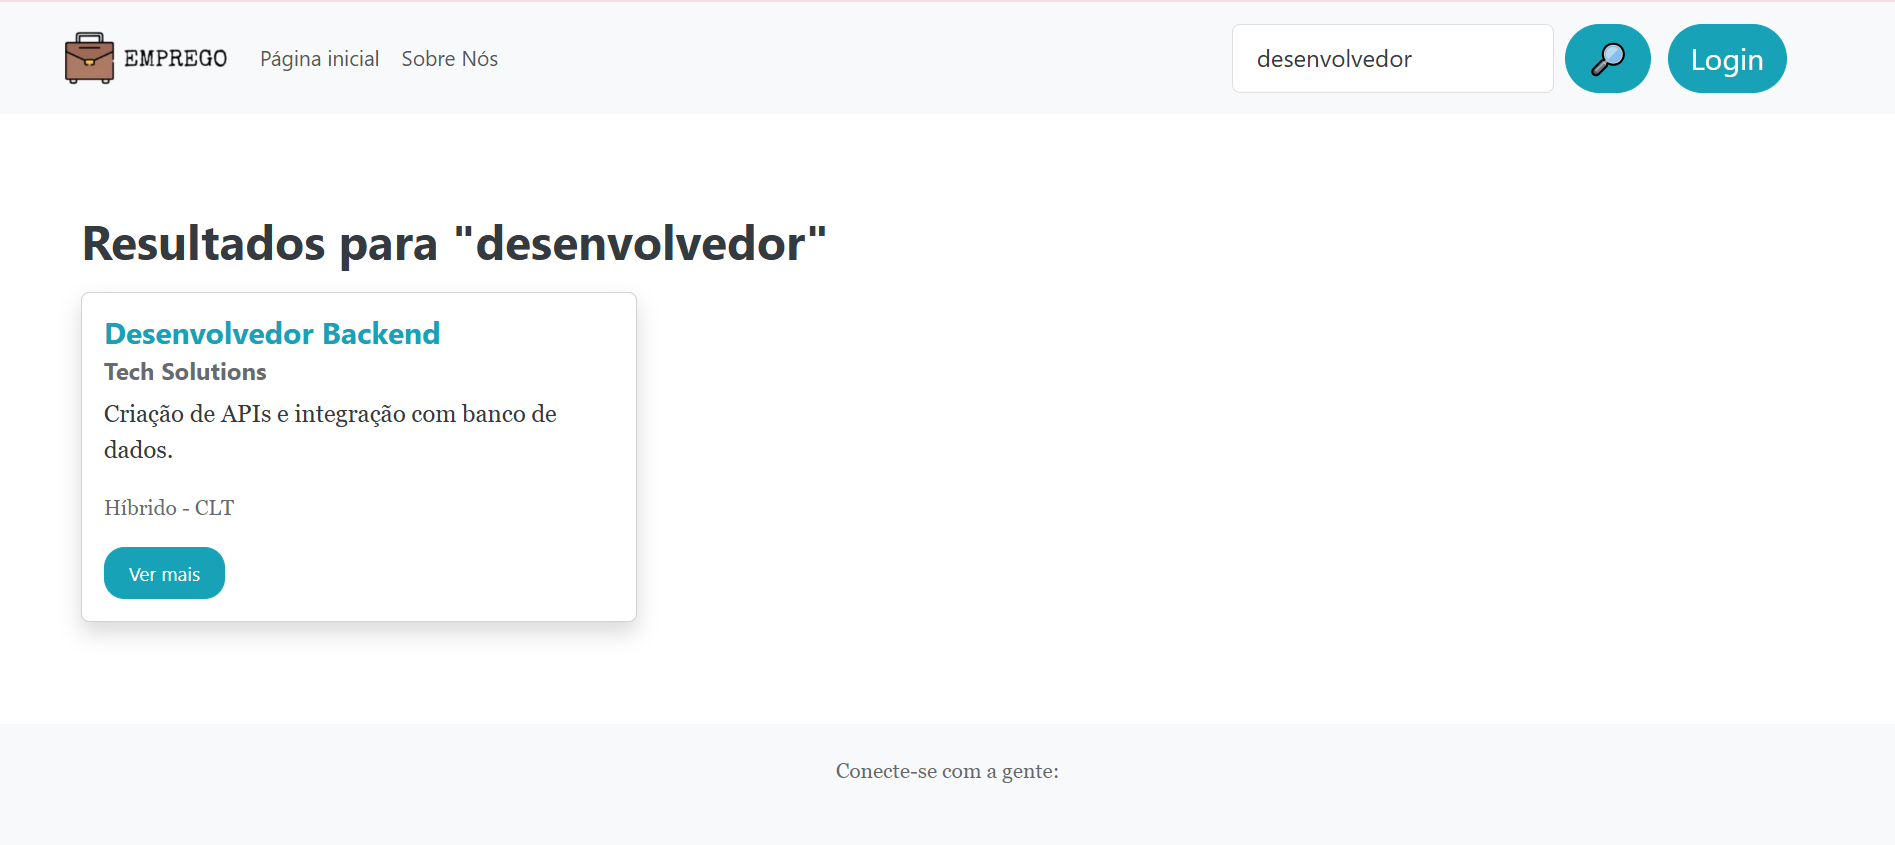 EMPREGO
Página inicial
Sobre Nós
desenvolvedor
Login
Resultados para "desenvolvedor"
Desenvolvedor Backend
Tech Solutions
Criação de APIs e integração com banco de
dados.
Híbrido - CLT
Ver mais
Conecte-se com a gente: